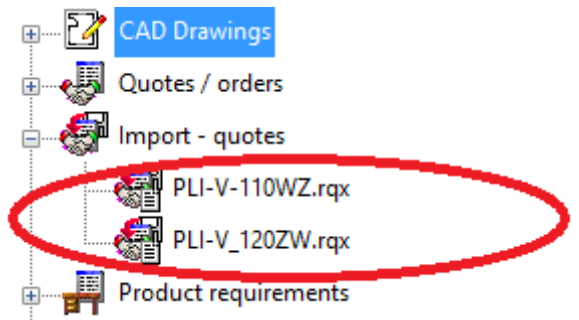 CAD Drawings
Quotes / orders
Import - quotes
PLI-V-110WZ.rqx
PLI-V_120ZW.rqx
Product requirements